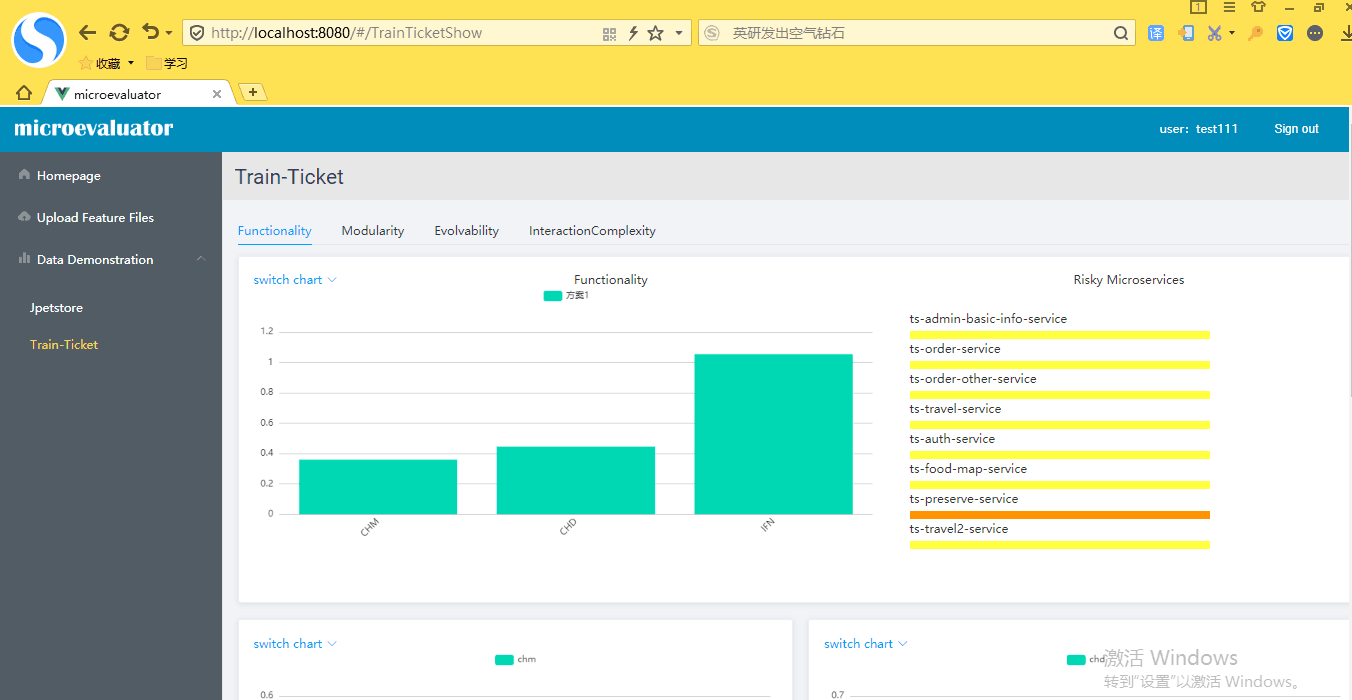 1
http://localhost:8080/#/TrainTicketShow
英研发出空气钻石
译
收藏
学习
microevaluator
microevaluator
user: test111
Sign out
Homepage
Upload Feature Files
Data Demonstration
Jpetstore
Train-Ticket
Train-Ticket
Functionality Modularity Evolvability InteractionComplexity
switch chart
Functionality
方案1
1.2
1
0.8
0.6
0.4
0.2
0
CHM
CHD
IFN
Risky Microservices
ts-admin-basic-info-service
ts-order-service
ts-order-other-service
ts-travel-service
ts-auth-service
ts-food-map-service
ts-preserve-service
ts-travel2-service
switch chart
chm
0.6
switch chart
chd
0.7
激活 Windows
转到"设置"以激活 Windows。